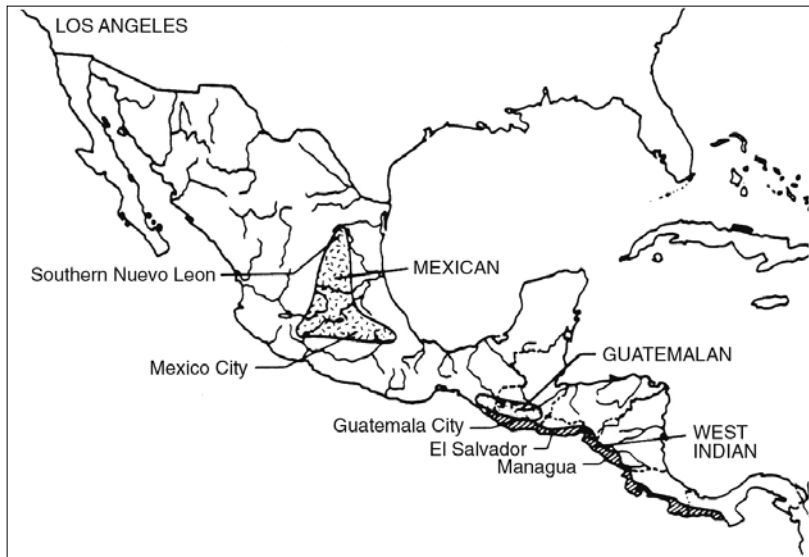 LOS ANGELES
Southern Nuevo Leon
MEXICAN
Mexico City
GUATEMALAN
Guatemala City
El Salvador
WEST
INDIAN
Managua